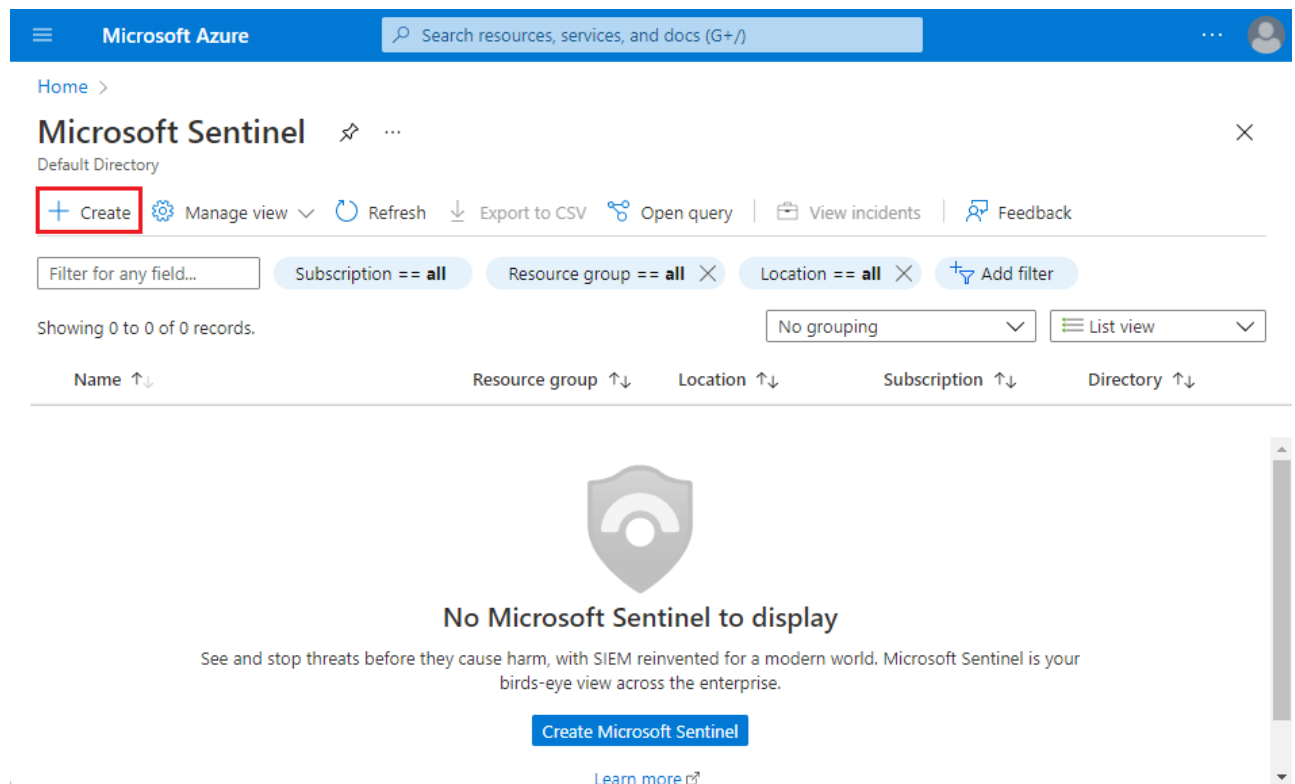 Microsoft Azure Search resources, services, and docs (G+/) ...
Home >
Microsoft Sentinel ...
Default Directory
+ Create Manage view Refresh Export to CSV Open query View incidents Feedback
Filter for any field... Subscription == all Resource group == all Location == all Add filter
Showing 0 to 0 of 0 records. No grouping List view
Name ↑↓ Resource group ↑↓ Location ↑↓ Subscription ↑↓ Directory ↑↓
No Microsoft Sentinel to display
See and stop threats before they cause harm, with SIEM reinvented for a modern world. Microsoft Sentinel is your
birds-eye view across the enterprise.
Create Microsoft Sentinel
Learn more